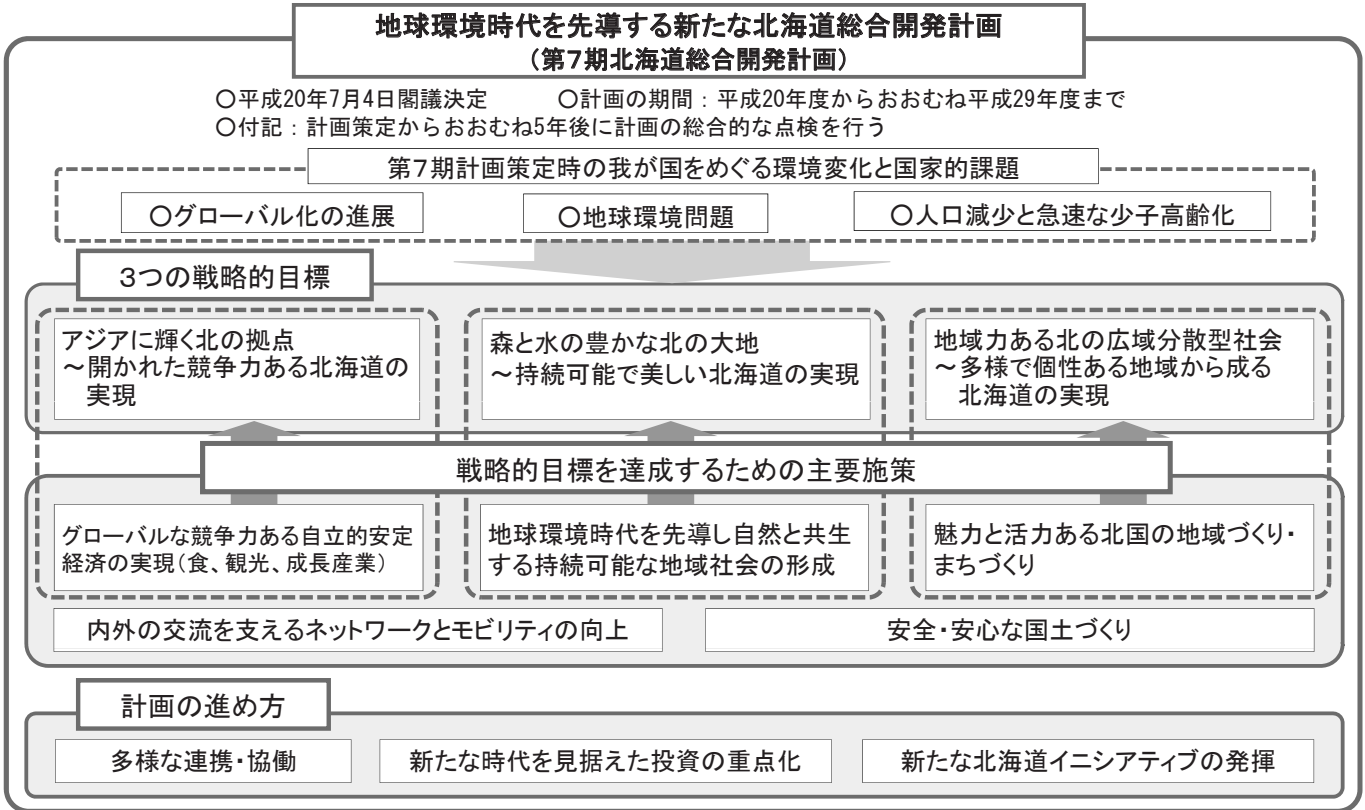 地球環境時代を先導する新たな北海道総合開発計画
（第７期北海道総合開発計画）
○平成20年7月4日閣議決定　○計画の期間：平成20年度からおおむね平成29年度まで
○付記：計画策定からおおむね5年後に計画の総合的な点検を行う
第７期計画策定時の我が国をめぐる環境変化と国家的課題
○グローバル化の進展
○地球環境問題
○人口減少と急速な少子高齢化
３つの戦略的目標
アジアに輝く北の拠点
～開かれた競争力ある北海道の
実現
森と水の豊かな北の大地
～持続可能で美しい北海道の実現
地域力ある北の広域分散型社会
～多様で個性ある地域から成る
北海道の実現
戦略的目標を達成するための主要施策
グローバルな競争力ある自立的安定
経済の実現（食、観光、成長産業）
地球環境時代を先導し自然と共生
する持続可能な地域社会の形成
魅力と活力ある北国の地域づくり・
まちづくり
内外の交流を支えるネットワークとモビリティの向上
安全・安心な国土づくり
計画の進め方
多様な連携・協働
新たな時代を見据えた投資の重点化
新たな北海道イニシアティブの発揮